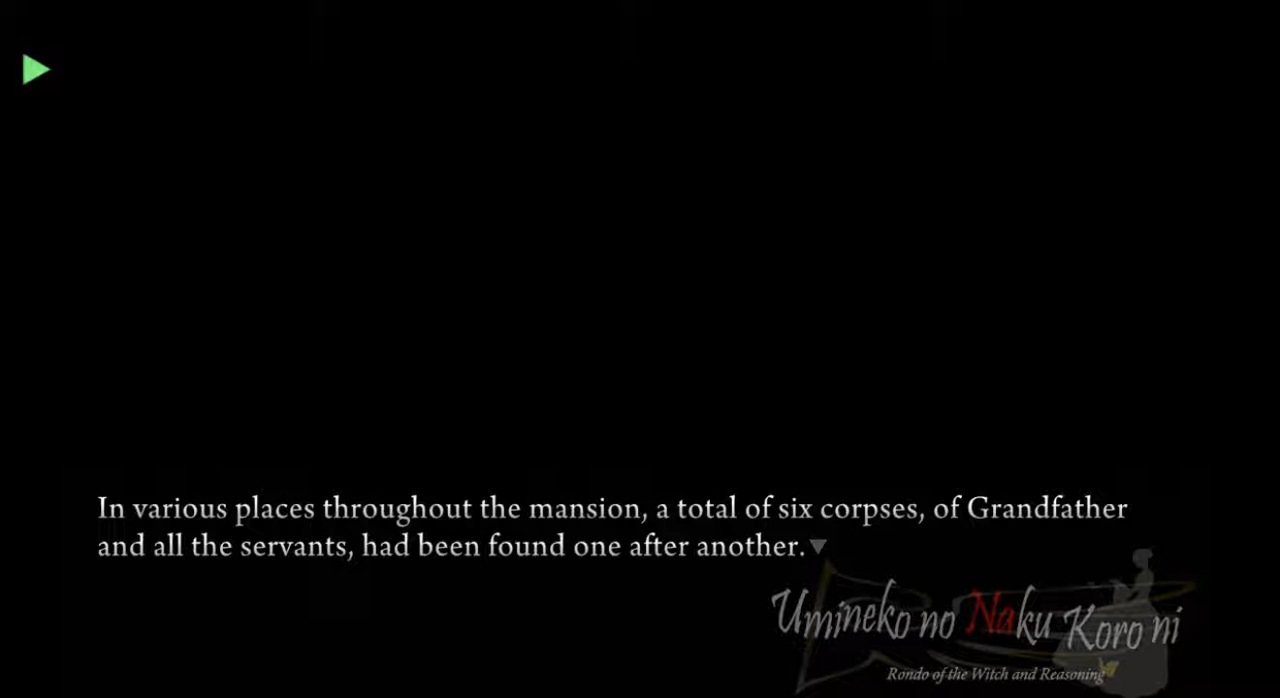 In various places throughout the mansion, a total of six corpses, of Grandfather
and all the servants, had been found one after another.
Umineko no Naku Koro ni
Rondo of the Witch and Reasoning